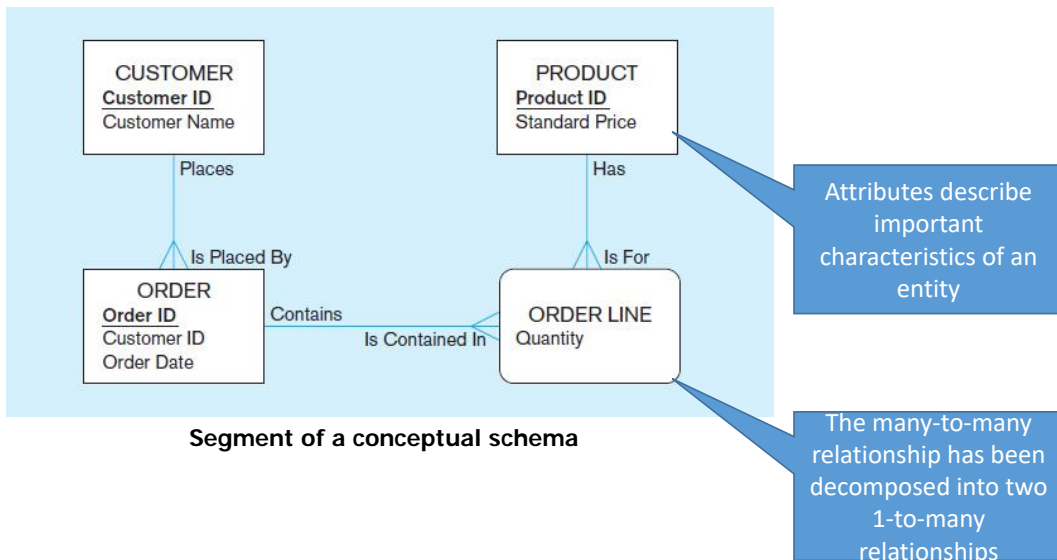 CUSTOMER
Customer ID
Customer Name
PRODUCT
Product ID
Standard Price
Places
Has
Attributes describe
important
characteristics of an
entity
Is Placed By
Is For
ORDER
Order ID
Customer ID
Order Date
Contains
Is Contained In
ORDER LINE
Quantity
Segment of a conceptual schema
The many-to-many
relationship has been
decomposed into two
1-to-many
relationships